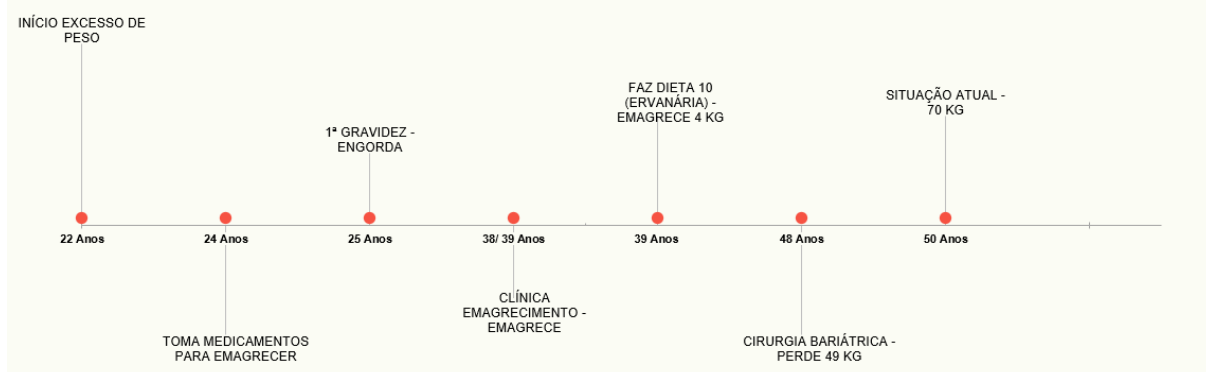 INÍCIO EXCESSO DE
PESO
22 Anos
24 Anos
TOMA MEDICAMENTOS
PARA EMAGRECER
1ª GRAVIDEZ -
ENGORDA
25 Anos
38/ 39 Anos
CLÍNICA
EMAGRECIMENTO -
EMAGRECE
FAZ DIETA 10
(ERVANÁRIA) -
EMAGRECE 4 KG
39 Anos
48 Anos
CIRURGIA BARIÁTRICA -
PERDE 49 KG
SITUAÇÃO ATUAL -
70 KG
50 Anos